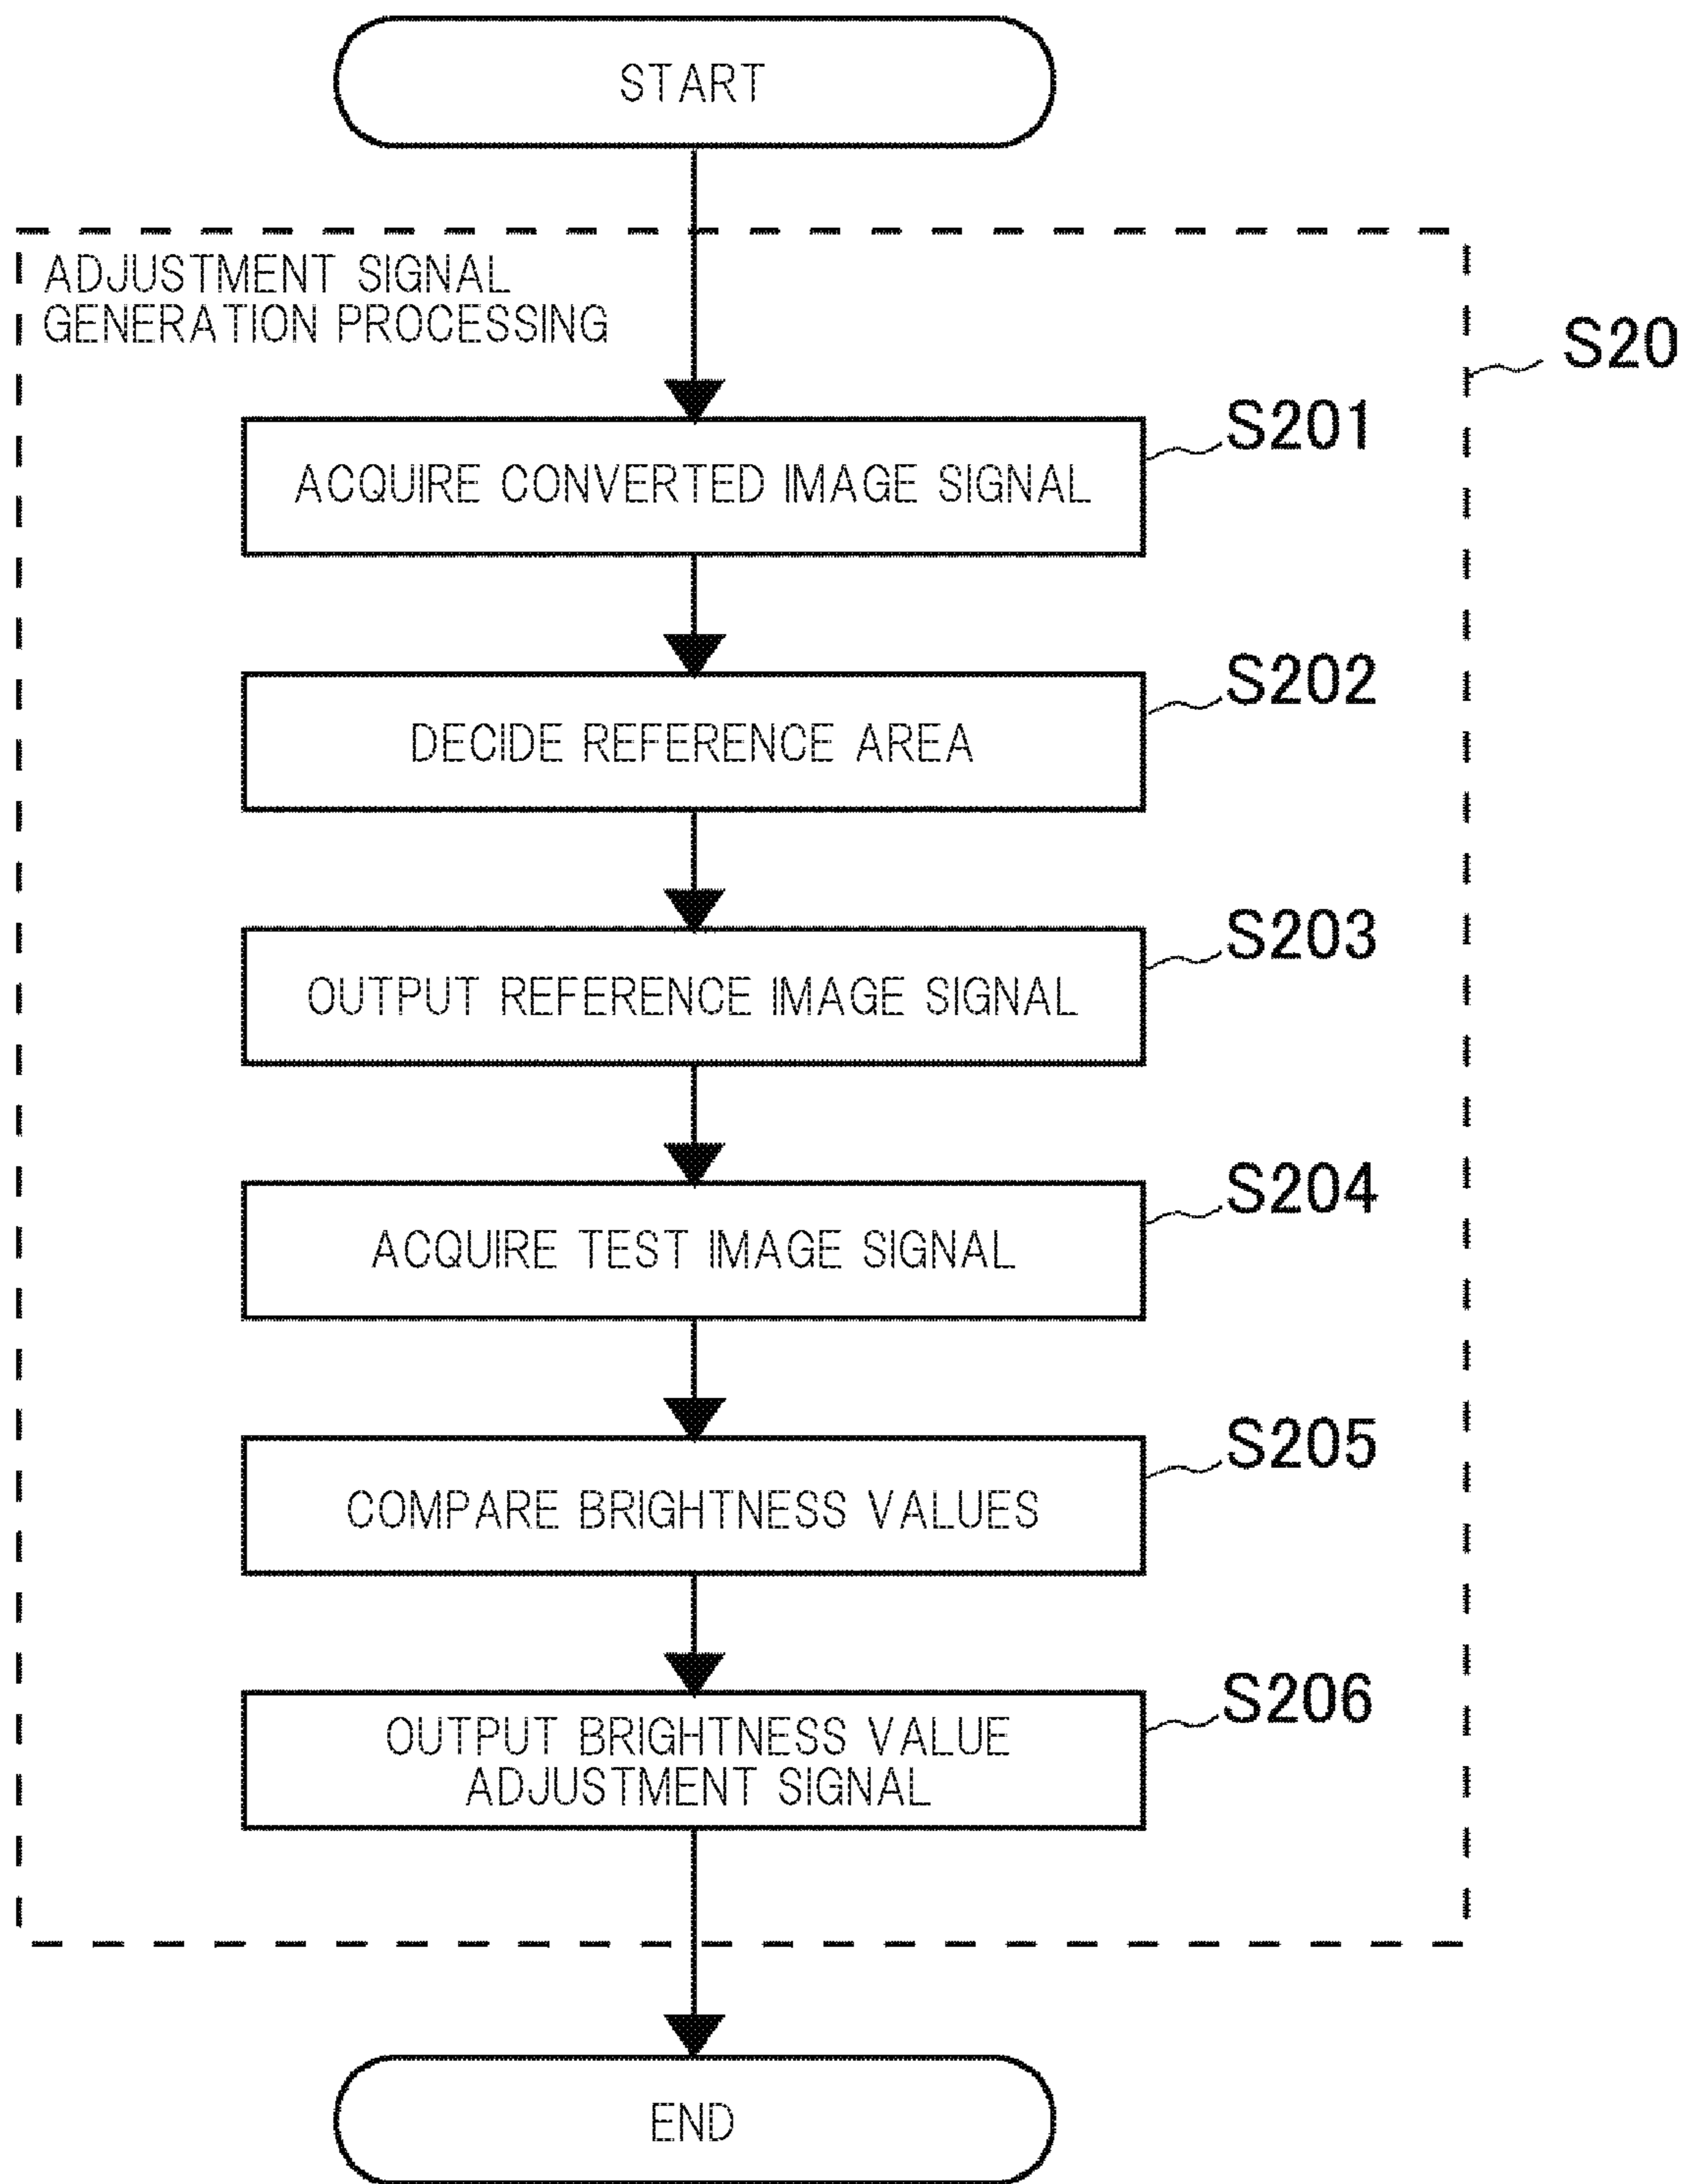 START
ADJUSTMENT SIGNAL
GENERATION PROCESSING
S20
S201
ACQUIRE CONVERTED IMAGE SIGNAL
S202
DECIDE REFERENCE AREA
S203
OUTPUT REFERENCE IMAGE SIGNAL
S204
ACQUIRE TEST IMAGE SIGNAL
S205
COMPARE BRIGHTNESS VALUES
S206
OUTPUT BRIGHTNESS VALUE
ADJUSTMENT SIGNAL
END